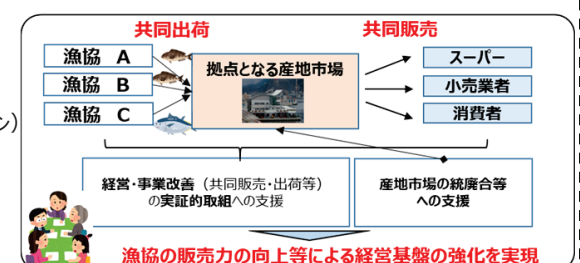 共同出荷
共同販売
漁協 A
漁協 B
漁協 C
拠点となる産地市場
スーパー
小売業者
消費者
ン)
経営・事業改善（共同販売・出荷等）
の実証的取組への支援
産地市場の統廃合等
への支援
漁協の販売力の向上等による経営基盤の強化を実現